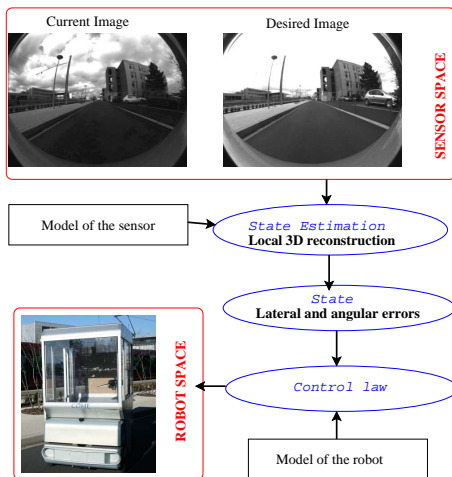 Current Image
Desired Image
SENSOR SPACE
Model of the sensor
State Estimation
Local 3D reconstruction
State
Lateral and angular errors
ROBOT SPACE
Control law
Model of the robot